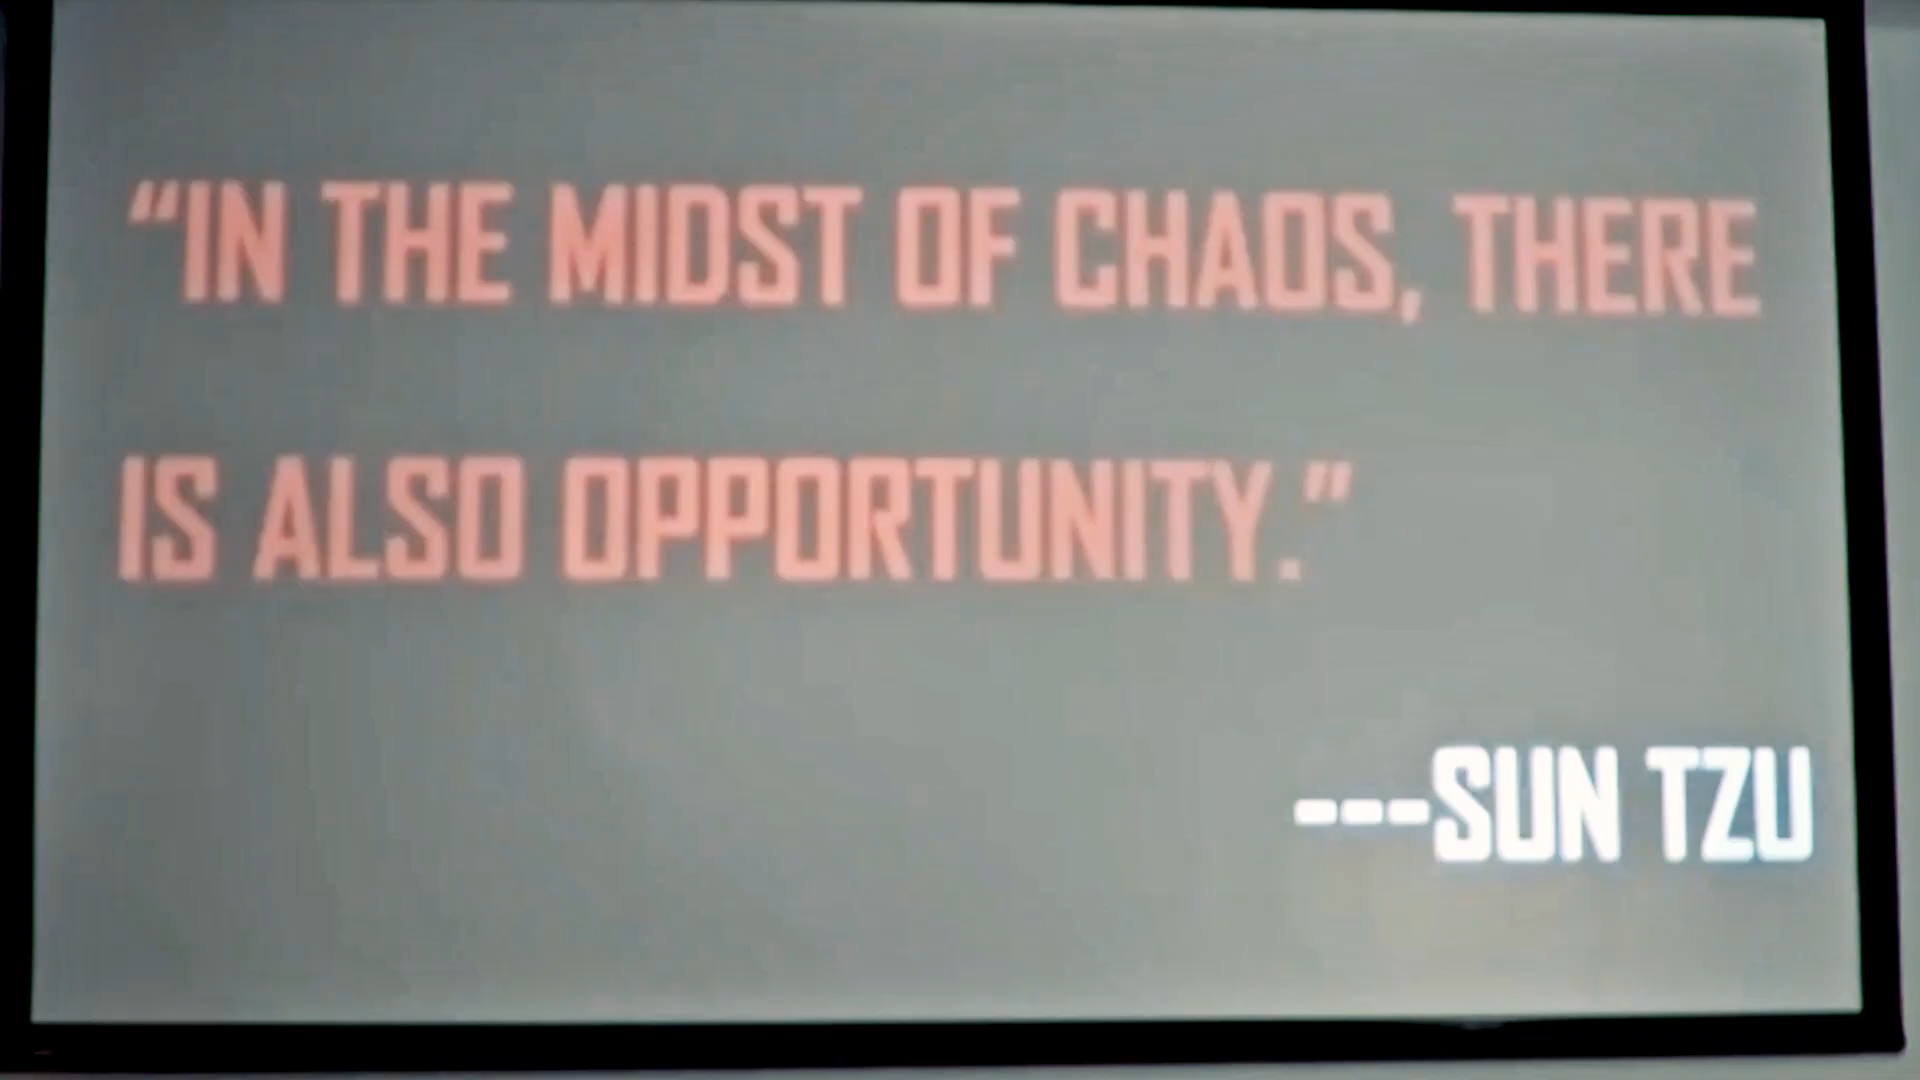 “IN THE MIDST OF CHAOS, THERE
IS ALSO OPPORTUNITY.”
---SUN TZU